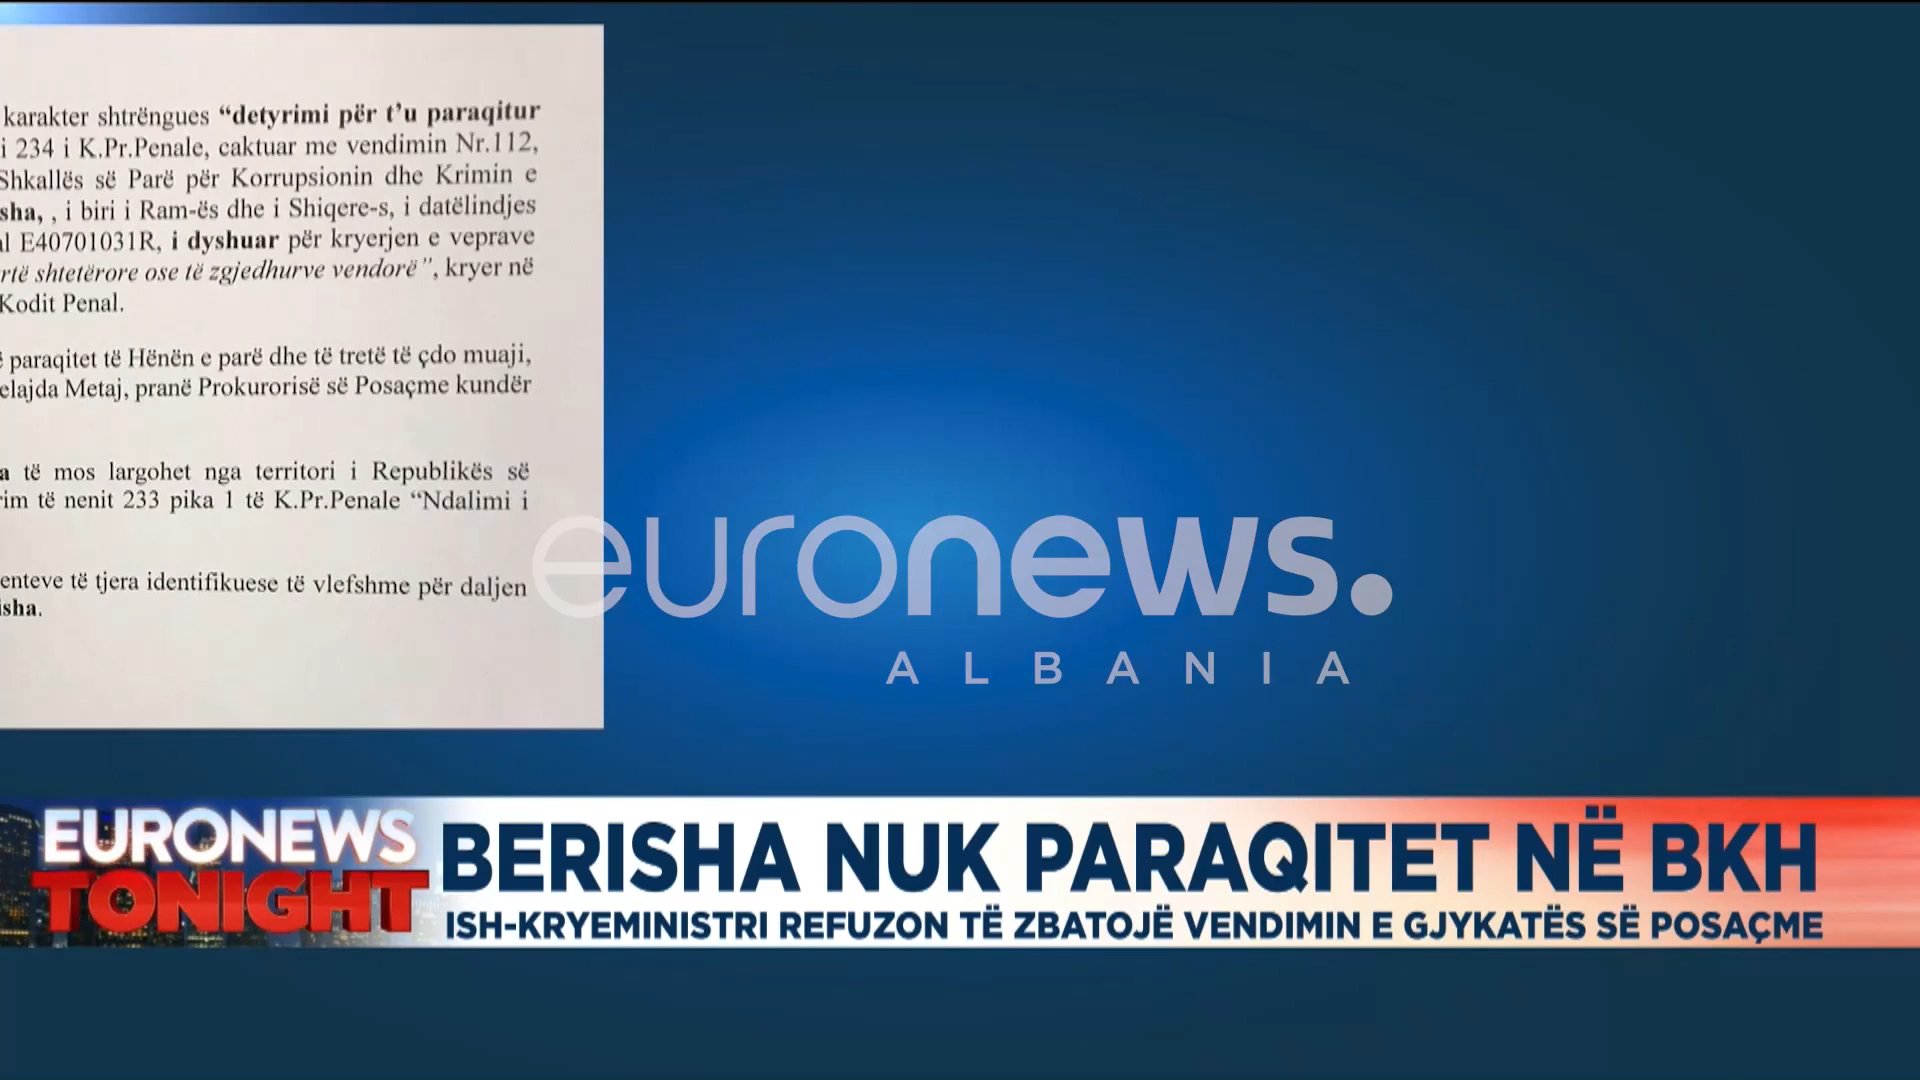 karakter shtrëngues “detyrimi për t’u paraqitur
i 234 i K.Pr.Penale, caktuar me vendimin Nr.112,
Shkallës së Parë për Korrupsionin dhe Krimin e
sha, , i biri i Ram-ës dhe i Shiqere-s, i datëlindjes
al E40701031R, i dyshuar për kryerjen e veprave
rtë shtetërore ose të zgjedhurve vendorë”, kryer në
Kodit Penal.
ë paraqitet të Hënën e parë dhe të tretë të çdo muaji,
elajda Metaj, pranë Prokurorisë së Posaçme kundër
a të mos largohet nga territori i Republikës së
rim të nenit 233 pika 1 të K.Pr.Penale “Ndalimi i
enteve të tjera identifikuese të vlefshme për daljen
isha.
euronews.
ALBANIA
EURONEWS
TONIGHT
BERISHA NUK PARAQITET NË BKH
ISH-KRYEMINISTRI REFUZON TË ZBATOJË VENDIMIN E GJYKATËS SË POSAÇME